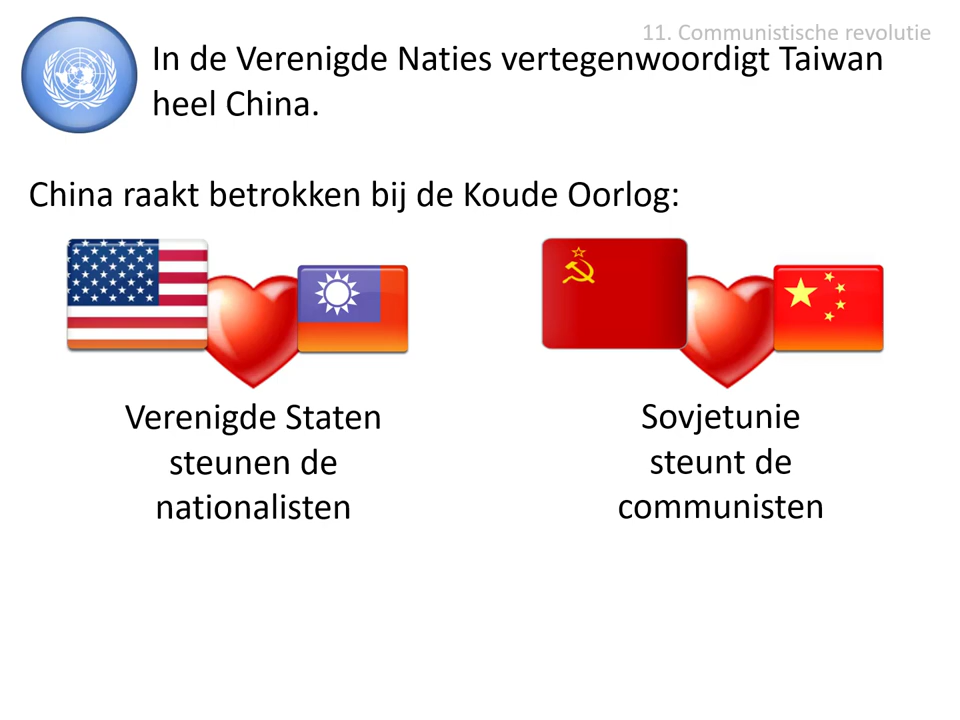 11. Communistische revolutie
In de Verenigde Naties vertegenwoordigt Taiwan
heel China.
China raakt betrokken bij de Koude Oorlog:
Verenigde Staten
steunen de
nationalisten
Sovjetunie
steunt de
communisten